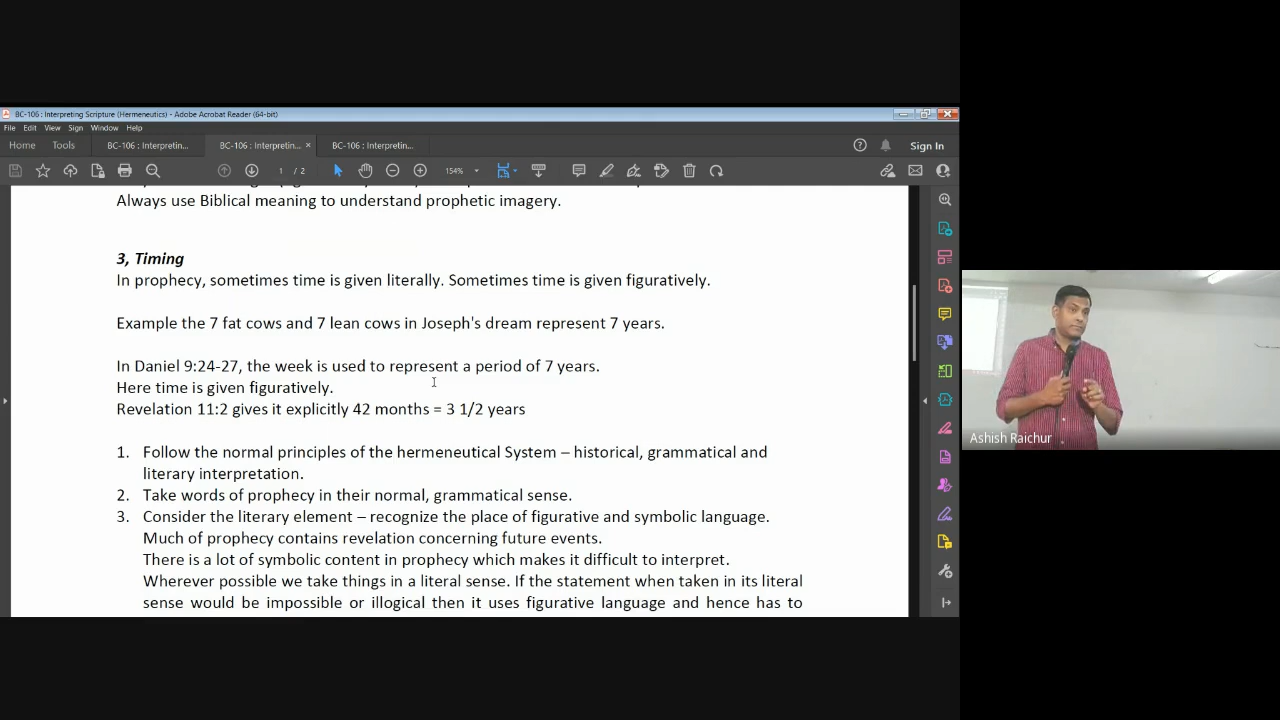 BC-106 : Interpreting Scripture (Hermeneutics) - Adobe Acrobat Reader (64-bit)
File Edit View Sign Window Help
Home Tools BC-106 : Interpretin... BC-106 : Interpretin... × BC-106 : Interpretin... Sign In
1 / 2 154%
Always use Biblical meaning to understand prophetic imagery.
3, Timing
In prophecy, sometimes time is given literally. Sometimes time is given figuratively.
Example the 7 fat cows and 7 lean cows in Joseph's dream represent 7 years.
In Daniel 9:24-27, the week is used to represent a period of 7 years.
Here time is given figuratively.
Revelation 11:2 gives it explicitly 42 months = 3 1/2 years
1. Follow the normal principles of the hermeneutical System – historical, grammatical and
literary interpretation.
2. Take words of prophecy in their normal, grammatical sense.
3. Consider the literary element – recognize the place of figurative and symbolic language.
Much of prophecy contains revelation concerning future events.
There is a lot of symbolic content in prophecy which makes it difficult to interpret.
Wherever possible we take things in a literal sense. If the statement when taken in its literal
sense would be impossible or illogical then it uses figurative language and hence has to
Ashish Raichur